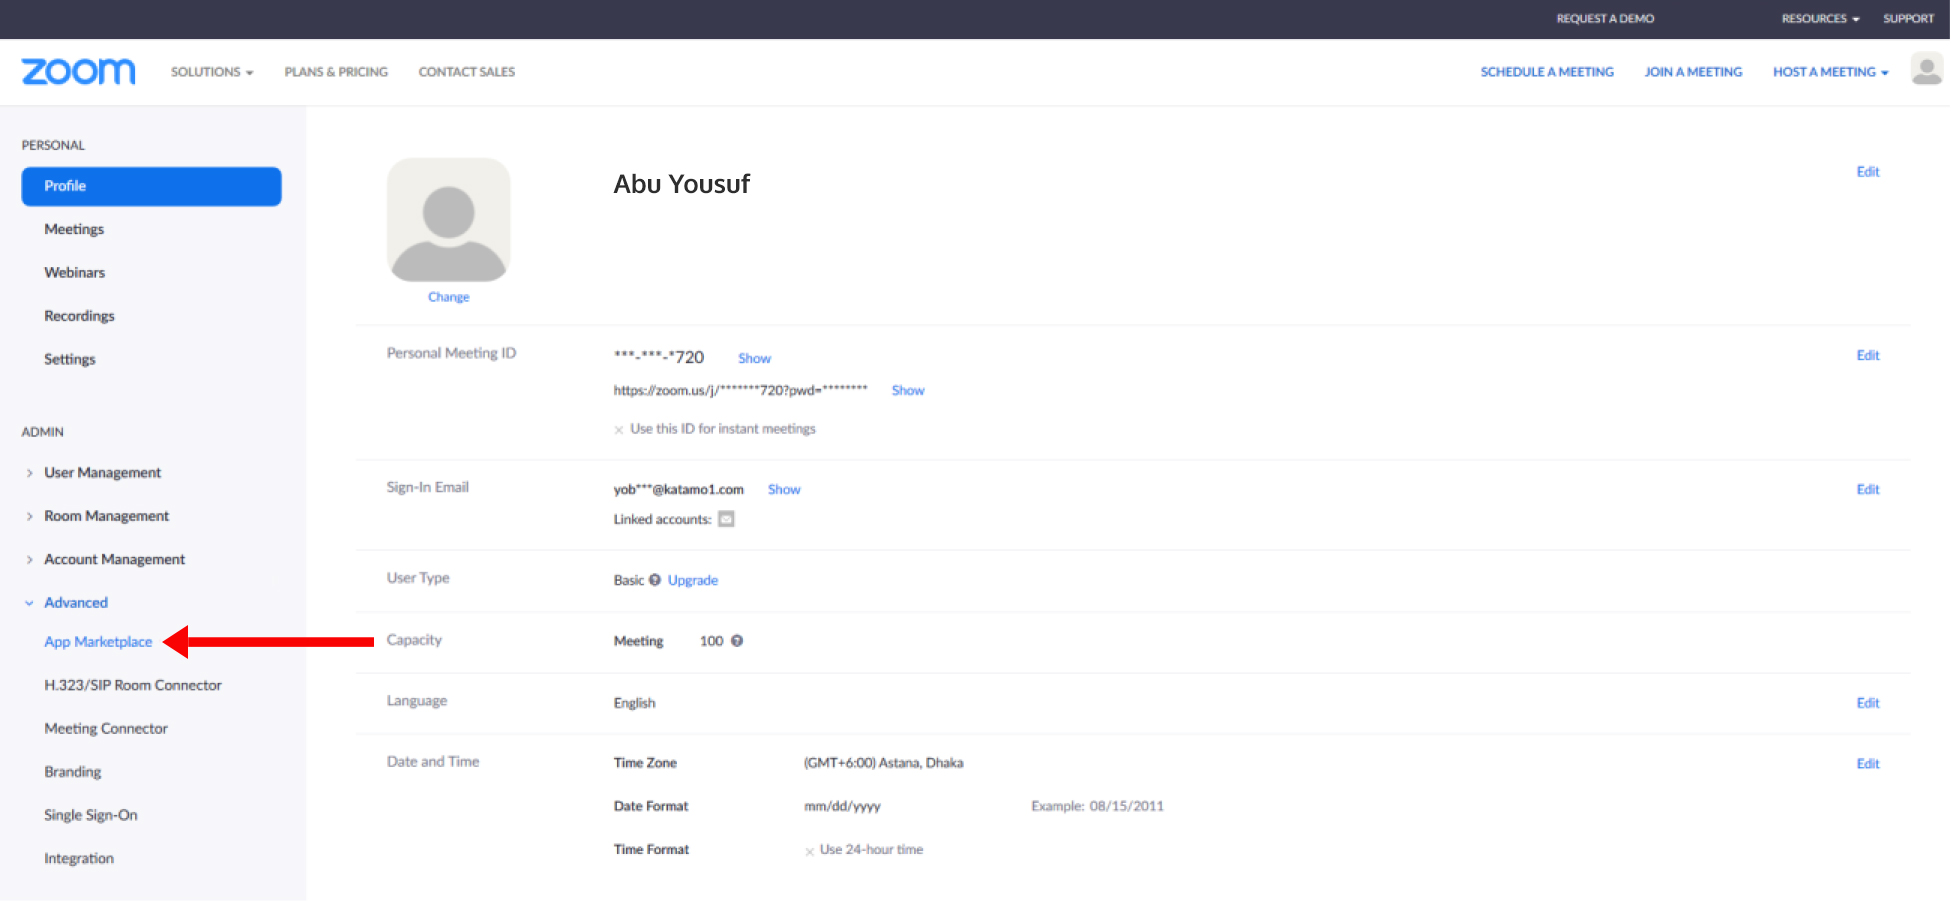 REQUEST A DEMO RESOURCES SUPPORT
zoom SOLUTIONS PLANS & PRICING CONTACT SALES SCHEDULE A MEETING JOIN A MEETING HOST A MEETING
PERSONAL
Profile
Meetings
Webinars
Recordings
Settings
ADMIN
User Management
Room Management
Account Management
Advanced
App Marketplace
H.323/SIP Room Connector
Meeting Connector
Branding
Single Sign-On
Integration
Abu Yousuf Edit
Change
Personal Meeting ID ***-***-*720 Show Edit
https://zoom.us/j/*******720?pwd=******** Show
× Use this ID for instant meetings
Sign-In Email yob***@katamo1.com Show Edit
Linked accounts:
User Type Basic Upgrade
Capacity Meeting 100
Language English Edit
Date and Time Time Zone (GMT+6:00) Astana, Dhaka Edit
Date Format mm/dd/yyyy Example: 08/15/2011
Time Format × Use 24-hour time